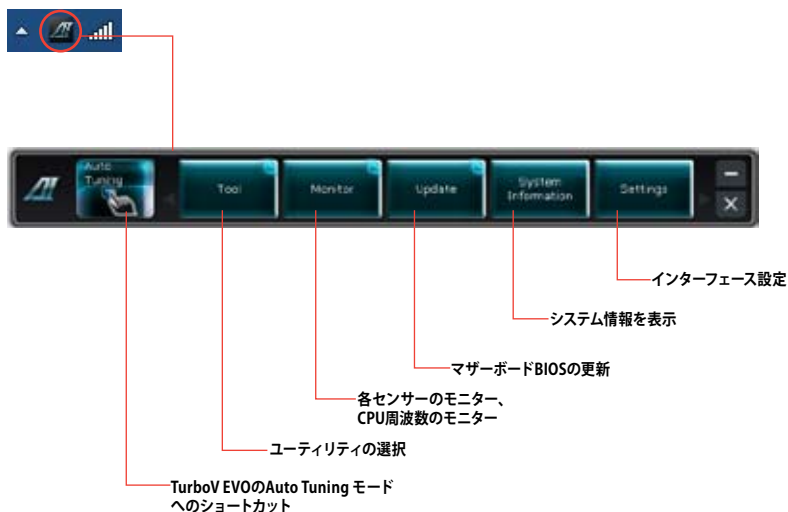 Auto
Tuning
Tool
Monitor
Update
System
Information
Settings
インターフェース設定
システム情報を表示
マザーボードBIOSの更新
各センサーのモニター、
CPU周波数のモニター
ユーティリティの選択
TurboV EVOのAuto Tuning モード
へのショートカット